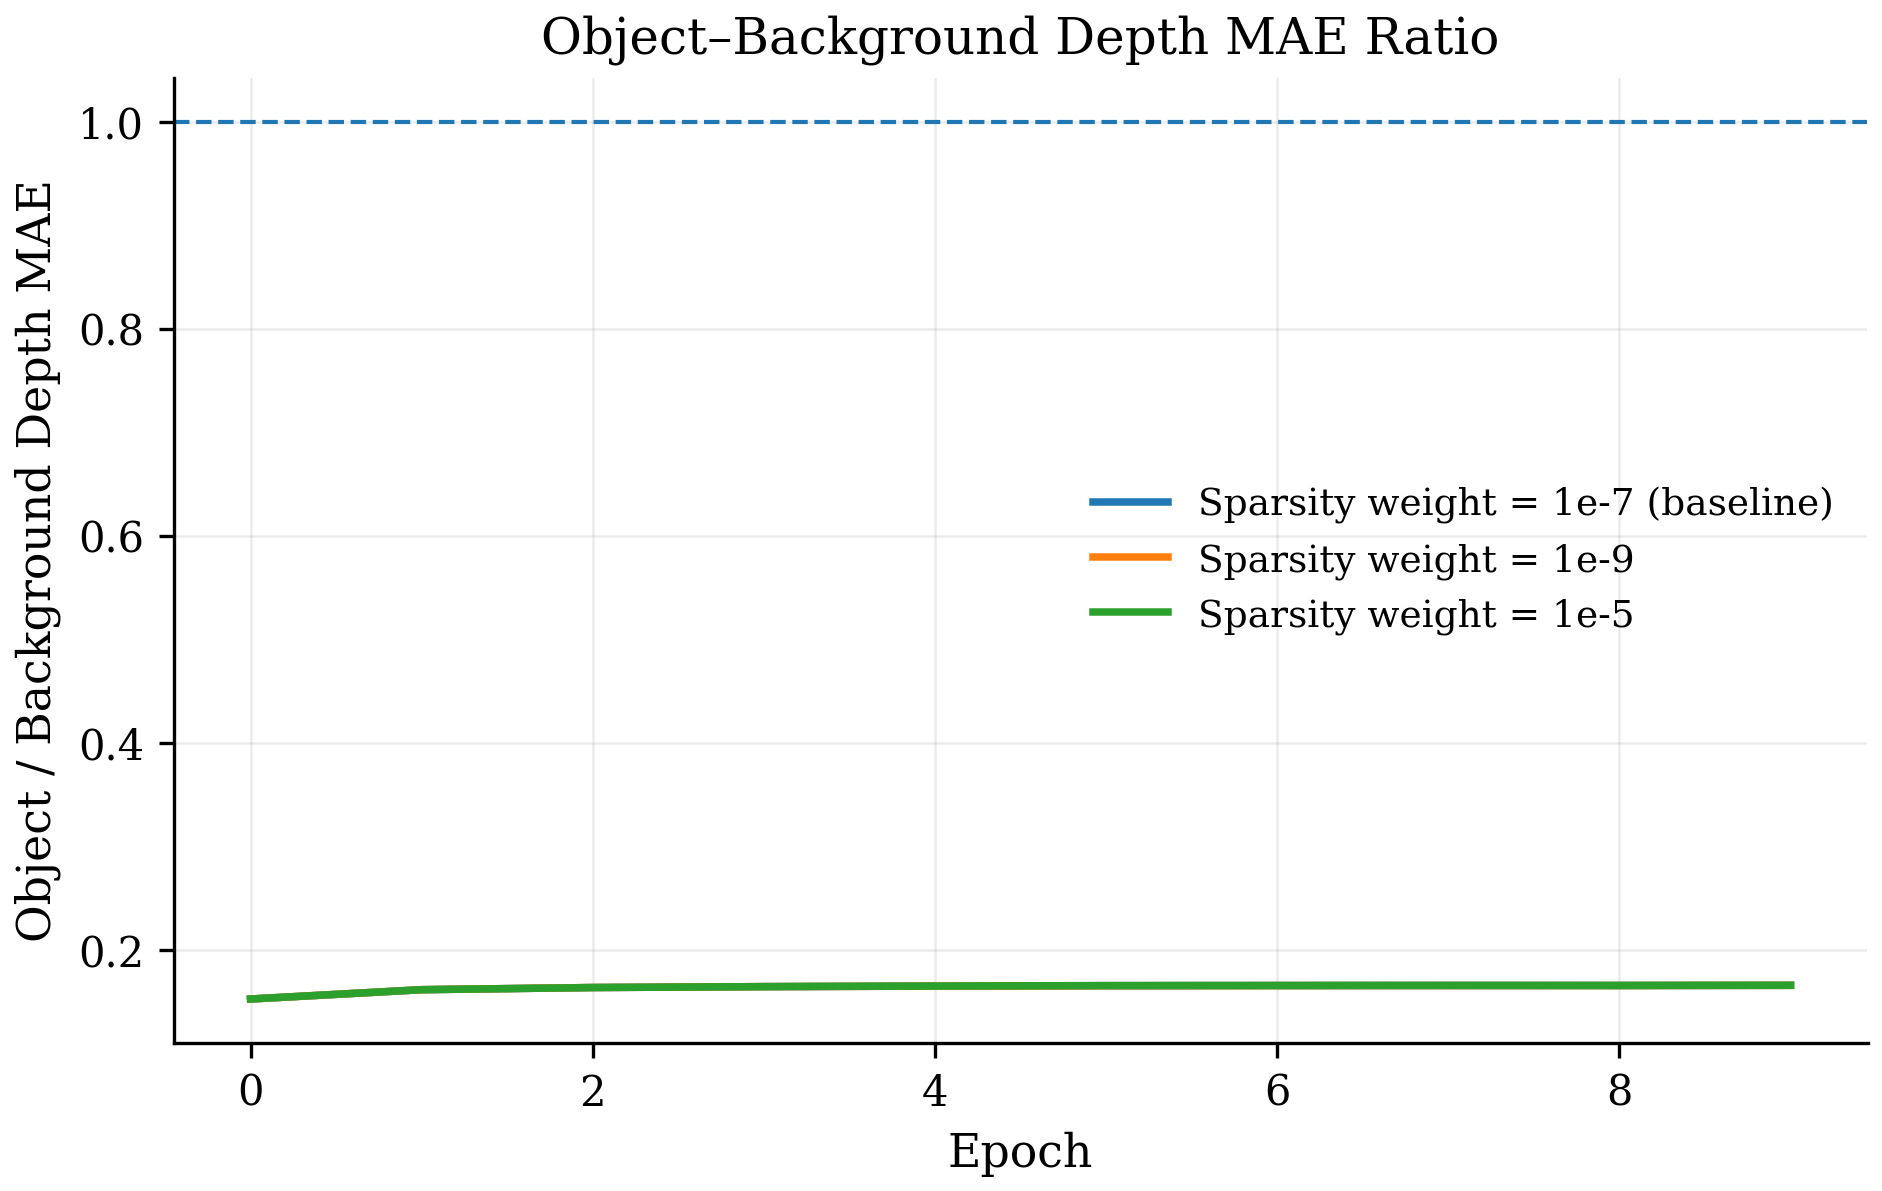 Object–Background Depth MAE Ratio
Object / Background Depth MAE
1.0
0.8
0.6
0.4
0.2
Sparsity weight = 1e-7 (baseline)
Sparsity weight = 1e-9
Sparsity weight = 1e-5
0 2 4 6 8
Epoch